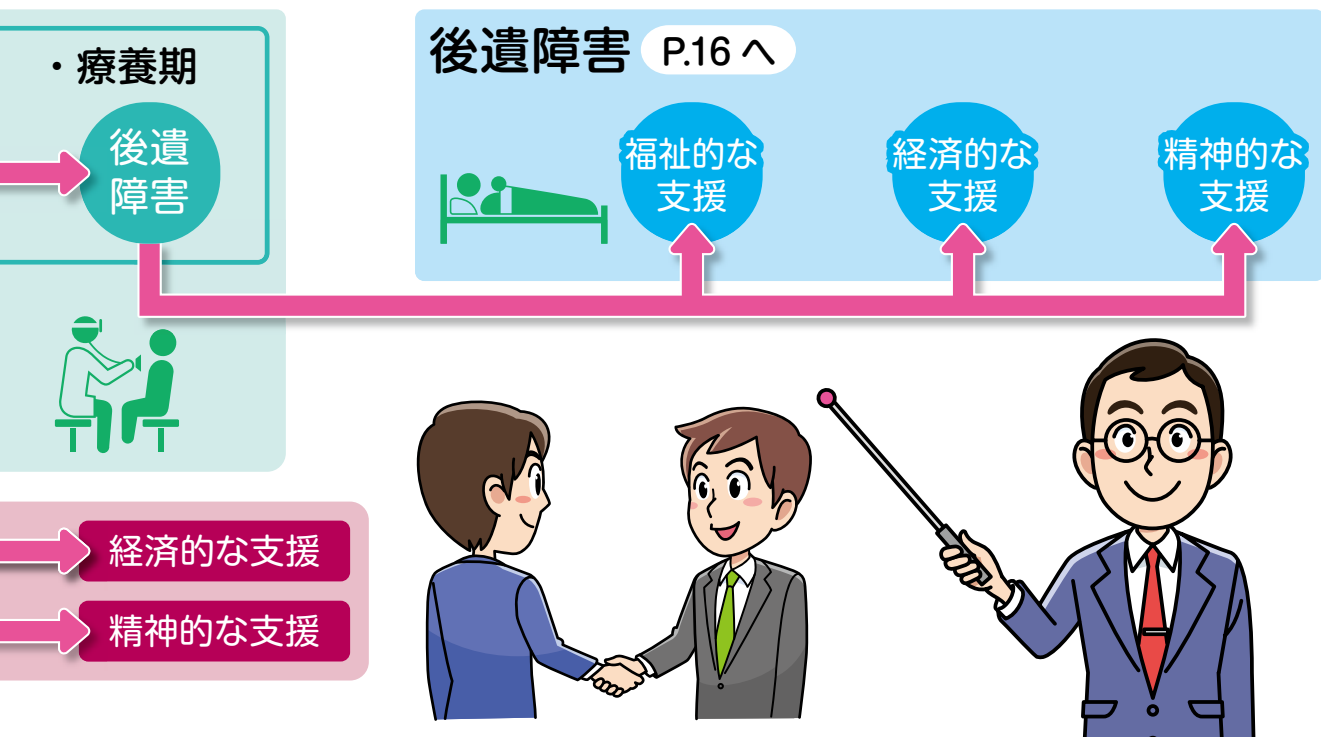 ・療養期
後遺
障害
後遺障害 P.16 へ
福祉的な
支援
経済的な
支援
精神的な
支援
経済的な支援
精神的な支援